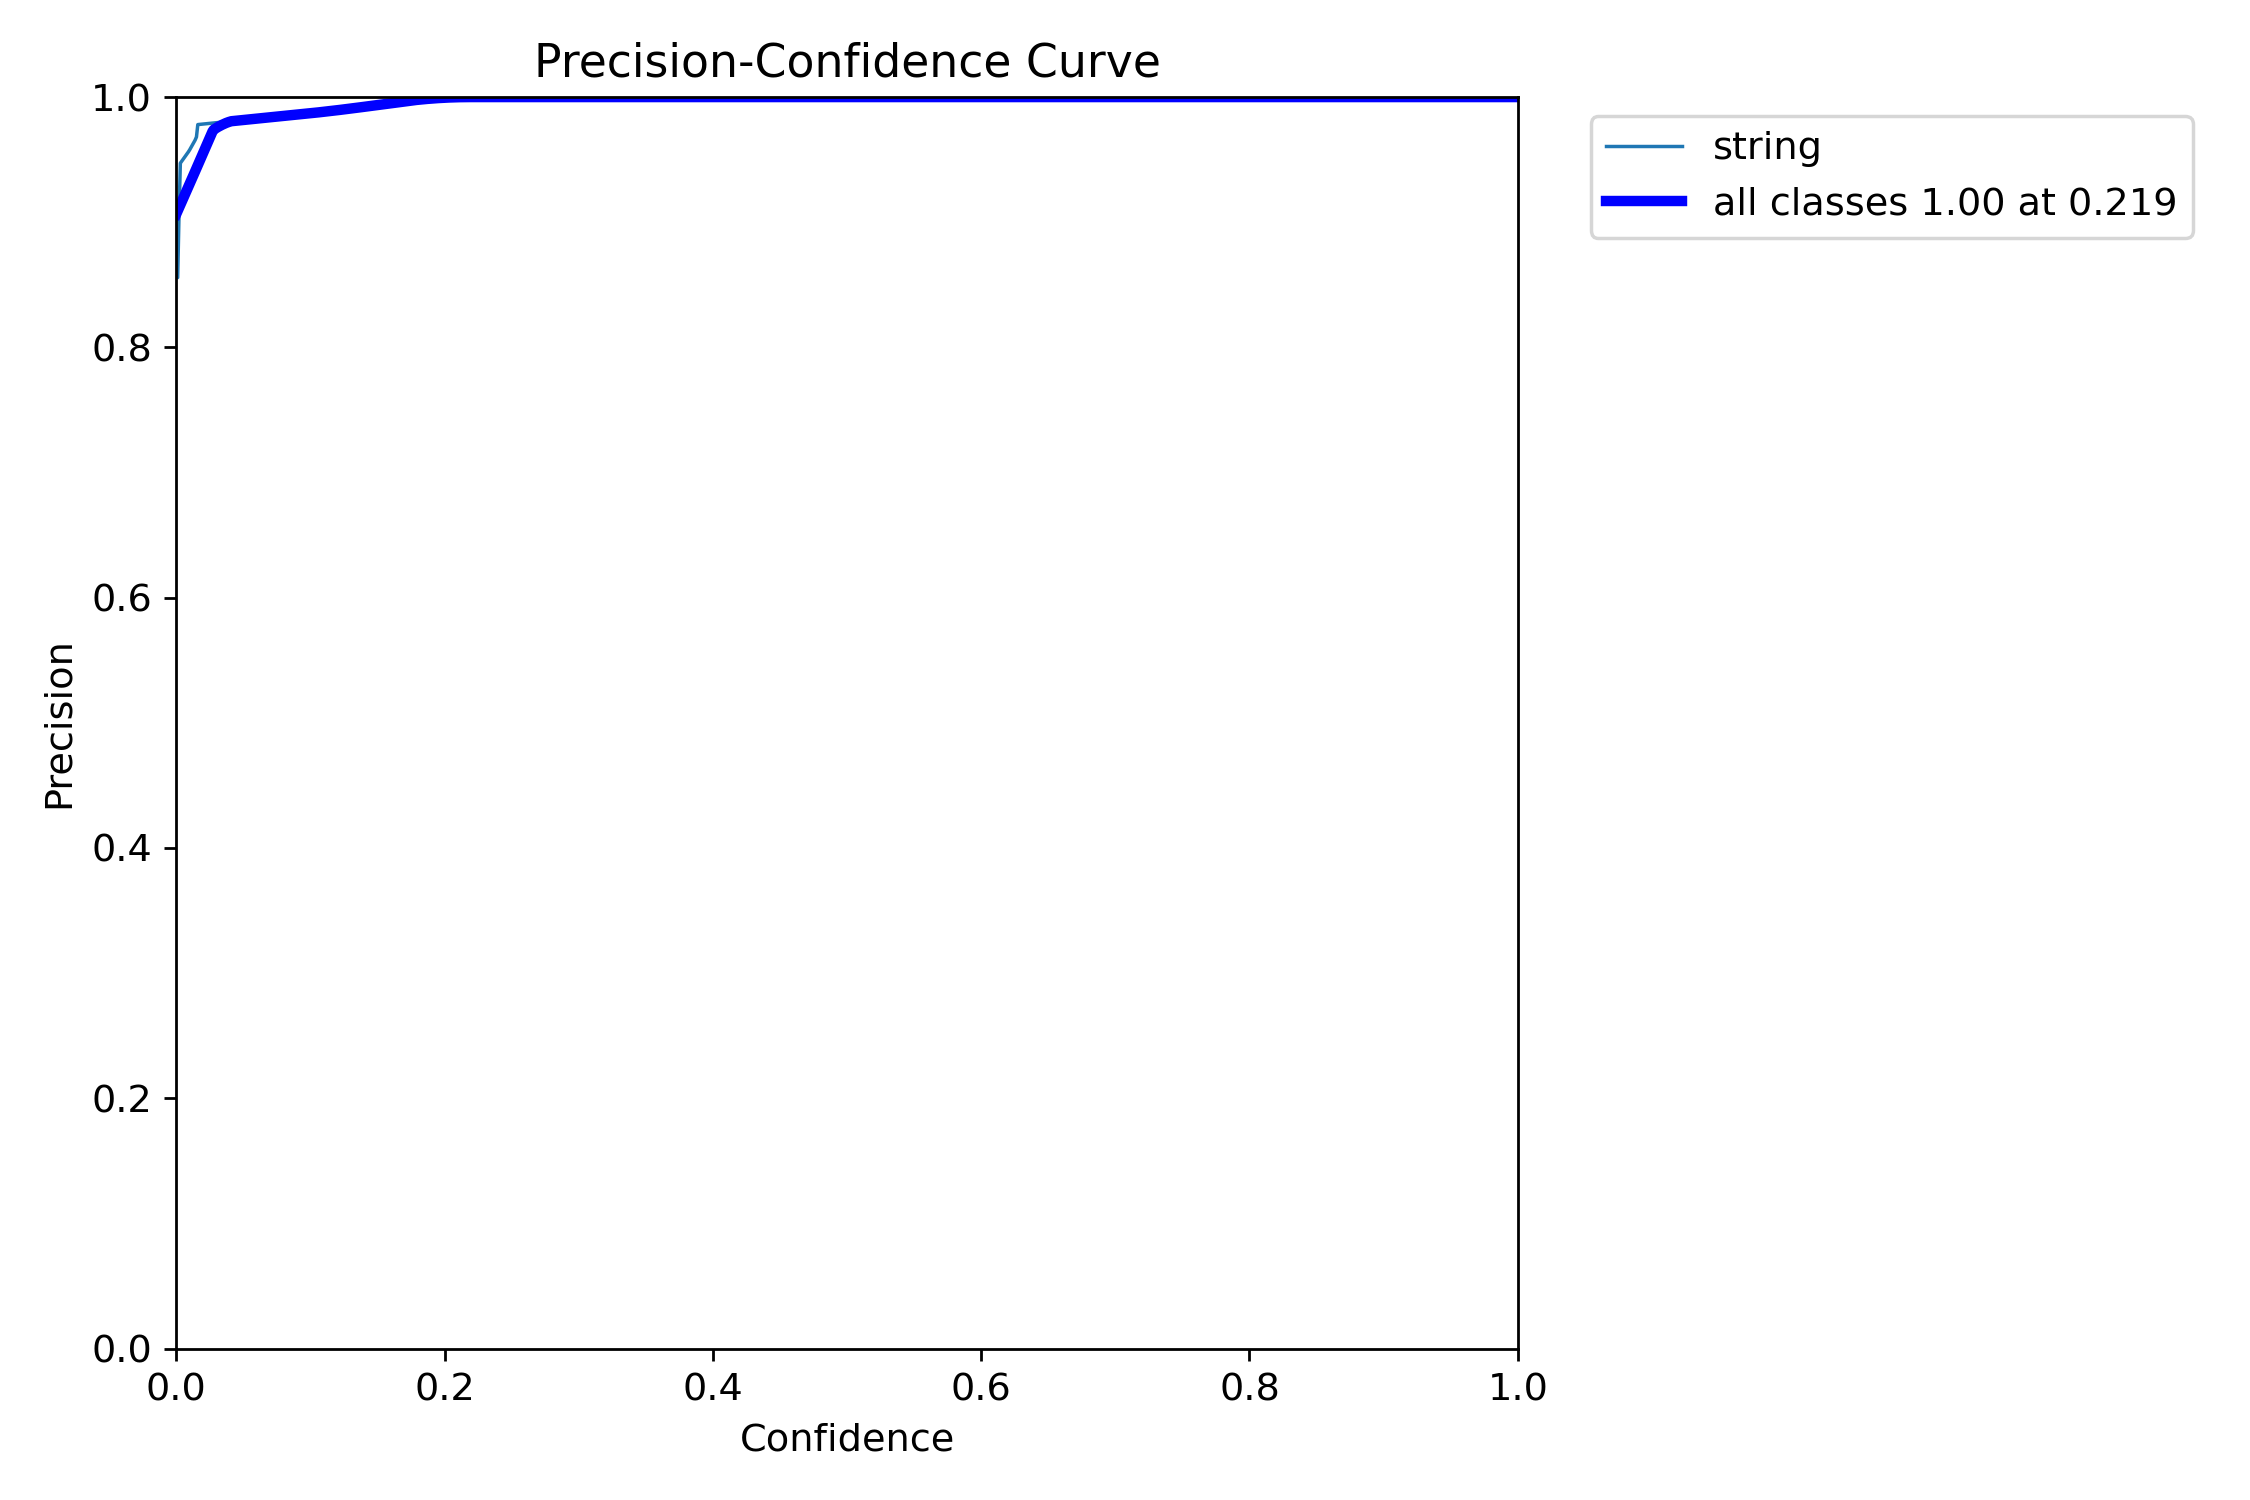 Precision-Confidence Curve
1.0
0.8
0.6
0.4
0.2
0.0
Precision
0.0 0.2 0.4 0.6 0.8 1.0
Confidence
string
all classes 1.00 at 0.219